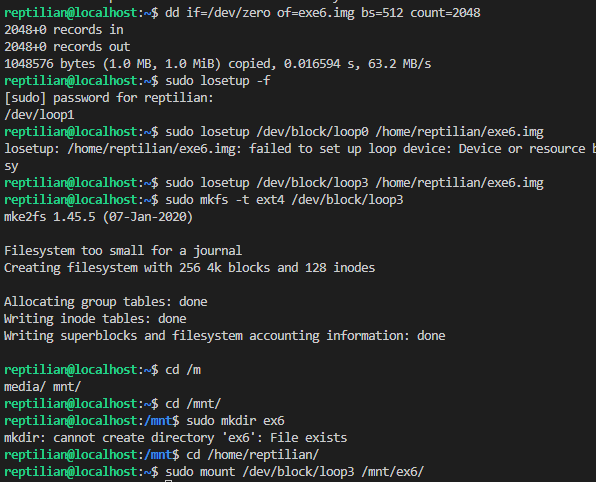 reptilian@localhost:~$ dd if=/dev/zero of=exe6.img bs=512 count=2048
2048+0 records in
2048+0 records out
1048576 bytes (1.0 MB, 1.0 MiB) copied, 0.016594 s, 63.2 MB/s
reptilian@localhost:~$ sudo losetup -f
[sudo] password for reptilian:
/dev/loop1
reptilian@localhost:~$ sudo losetup /dev/block/loop0 /home/reptilian/exe6.img
losetup: /home/reptilian/exe6.img: failed to set up loop device: Device or resource b
sy
reptilian@localhost:~$ sudo losetup /dev/block/loop3 /home/reptilian/exe6.img
reptilian@localhost:~$ sudo mkfs -t ext4 /dev/block/loop3
mke2fs 1.45.5 (07-Jan-2020)
Filesystem too small for a journal
Creating filesystem with 256 4k blocks and 128 inodes
Allocating group tables: done
Writing inode tables: done
Writing superblocks and filesystem accounting information: done
reptilian@localhost:~$ cd /m
media/ mnt/
reptilian@localhost:~$ cd /mnt/
reptilian@localhost:/mnt$ sudo mkdir ex6
mkdir: cannot create directory 'ex6': File exists
reptilian@localhost:/mnt$ cd /home/reptilian/
reptilian@localhost:~$ sudo mount /dev/block/loop3 /mnt/ex6/